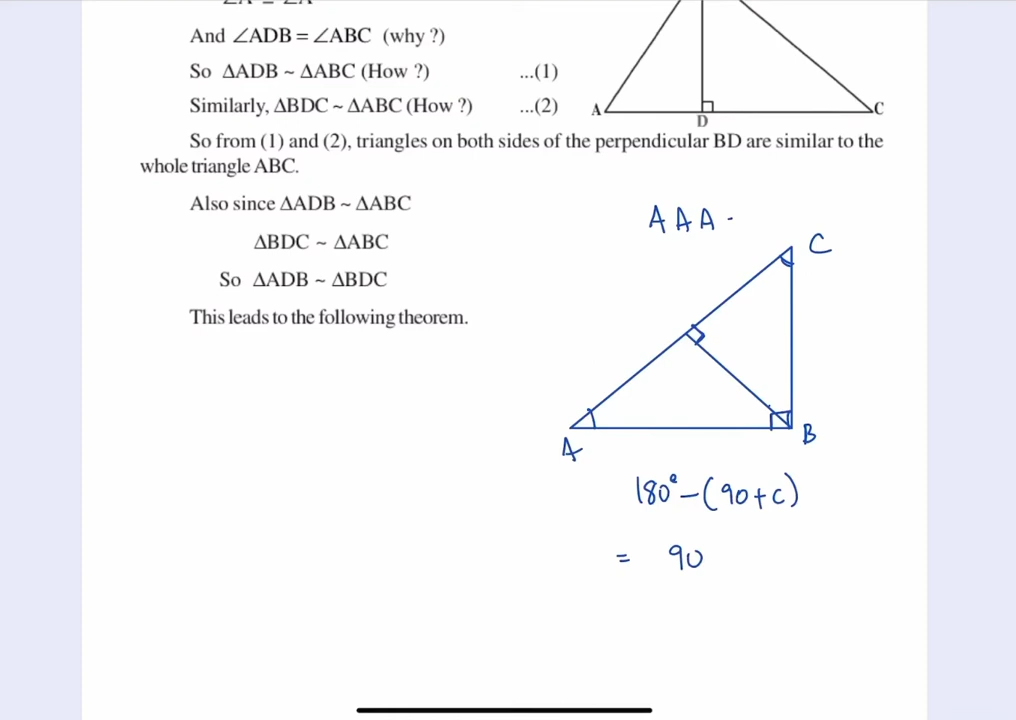 And ∠ADB = ∠ABC (why ?)
So ΔADB ~ ΔABC (How ?) ...(1)
Similarly, ΔBDC ~ ΔABC (How ?) ...(2)
A
D
C
So from (1) and (2), triangles on both sides of the perpendicular BD are similar to the
whole triangle ABC.
Also since ΔADB ~ ΔABC
ΔBDC ~ ΔABC
So ΔADB ~ ΔBDC
This leads to the following theorem.
AAA.
C
A
B
180° - (90 + C)
= 90